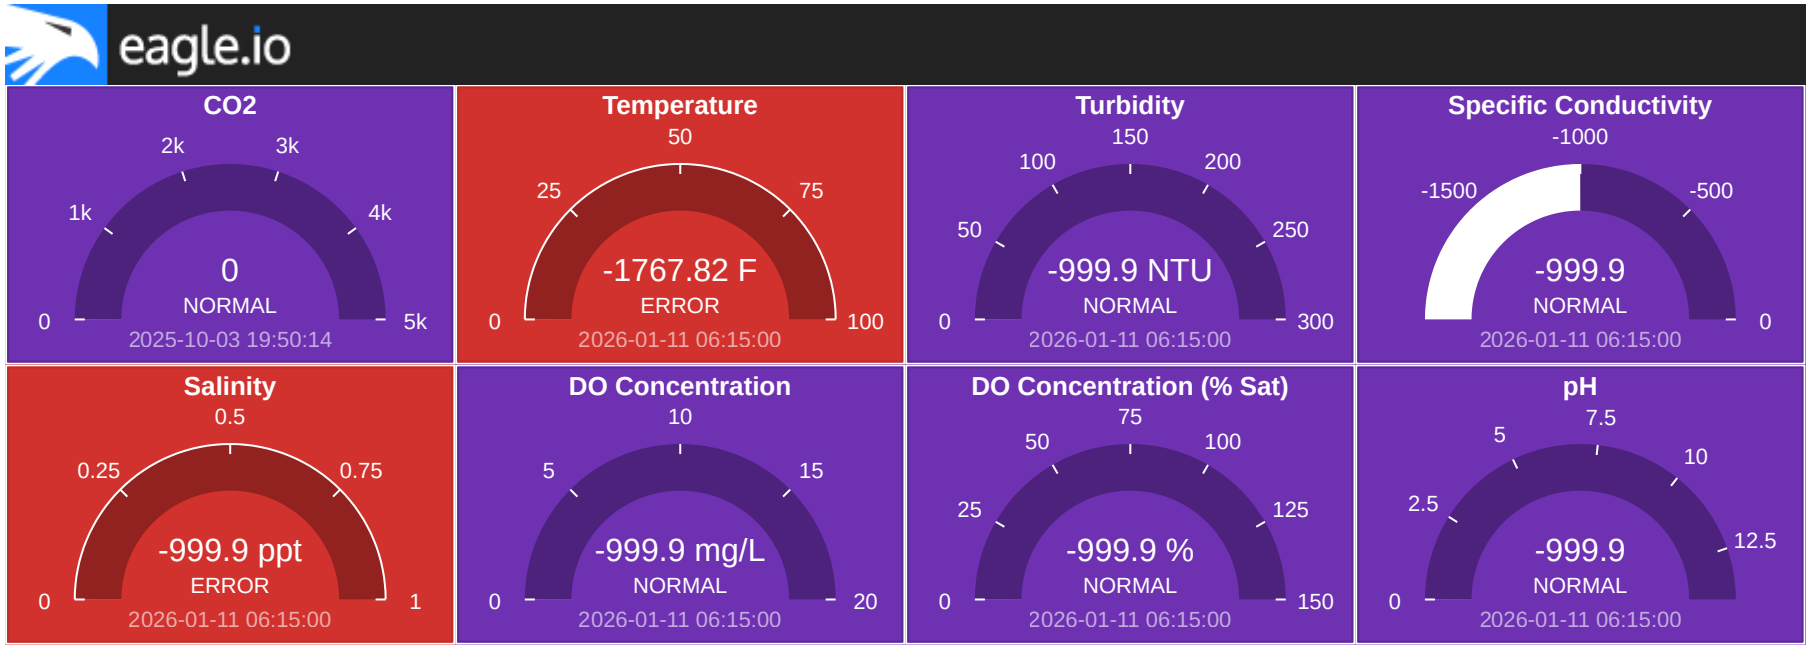 eagle.io
CO2
2k
3k
1k
4k
0
NORMAL
0
5k
2025-10-03 19:50:14
Temperature
50
25
75
-1767.82 F
ERROR
0
100
2026-01-11 06:15:00
Turbidity
150
100
200
50
250
-999.9 NTU
NORMAL
0
300
2026-01-11 06:15:00
Specific Conductivity
-1000
-1500
-500
-999.9
NORMAL
0
2026-01-11 06:15:00
Salinity
0.5
0.25
0.75
-999.9 ppt
ERROR
0
1
2026-01-11 06:15:00
DO Concentration
10
5
15
-999.9 mg/L
NORMAL
0
20
2026-01-11 06:15:00
DO Concentration (% Sat)
75
50
100
25
125
-999.9 %
NORMAL
0
150
2026-01-11 06:15:00
pH
7.5
5
10
2.5
12.5
-999.9
NORMAL
0
2026-01-11 06:15:00